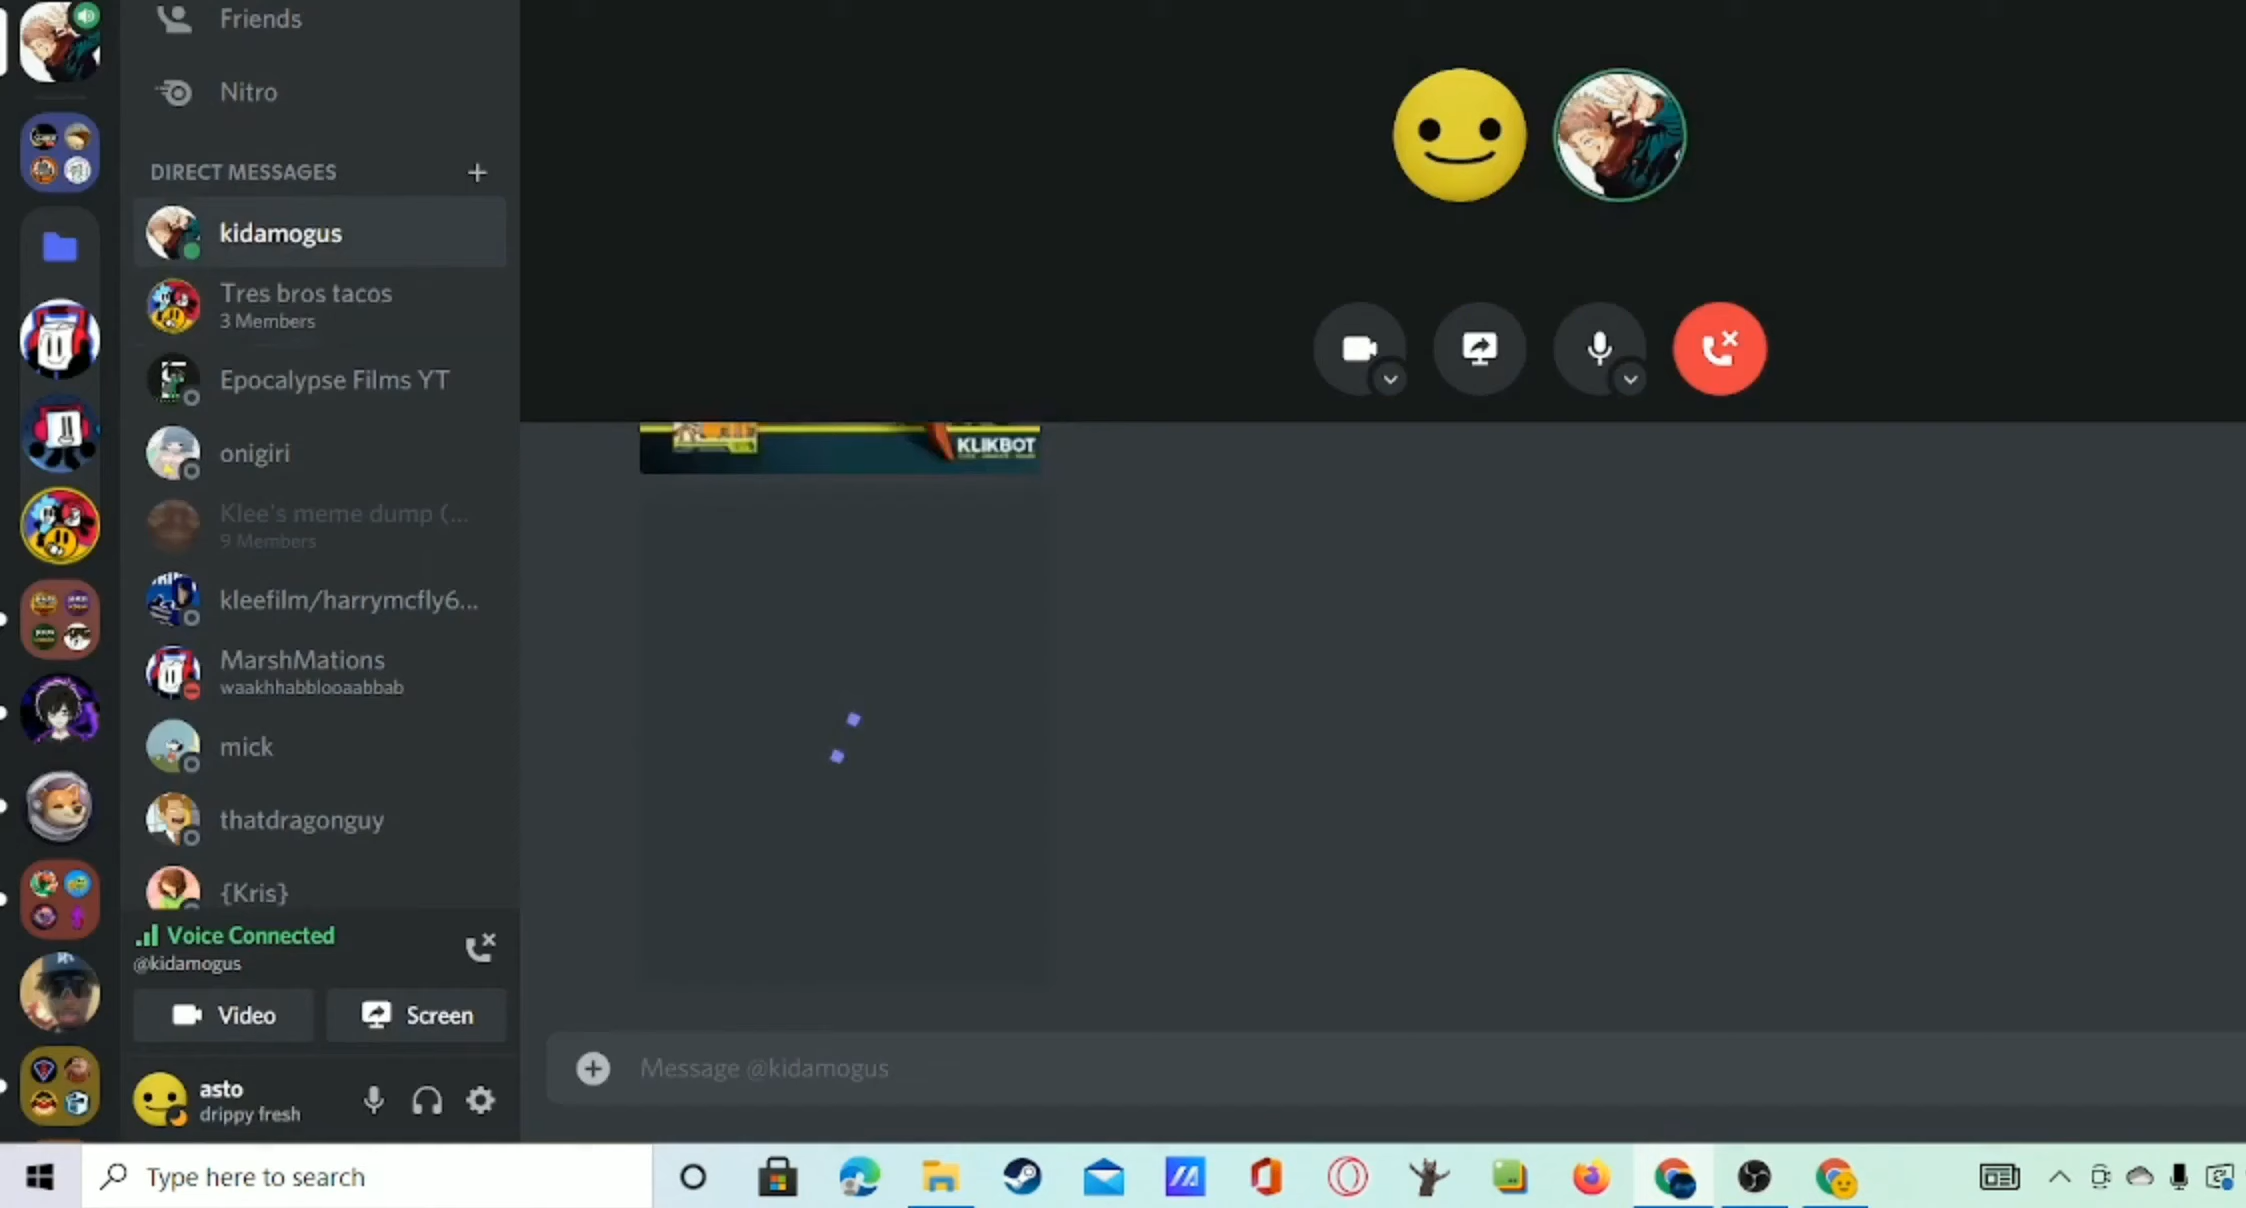 Friends
Nitro
DIRECT MESSAGES
kidamogus
Tres bros tacos
3 Members
Epocalypse Films YT
onigiri
Klee's meme dump (...
9 Members
kleefilm/harrymcfly6...
MarshMations
waakhhabblooaabbab
mick
thatdragonguy
{Kris}
Voice Connected
@kidamogus
Video
Screen
asto
drippy fresh
KLIKBOT
Message @kidamogus
Type here to search